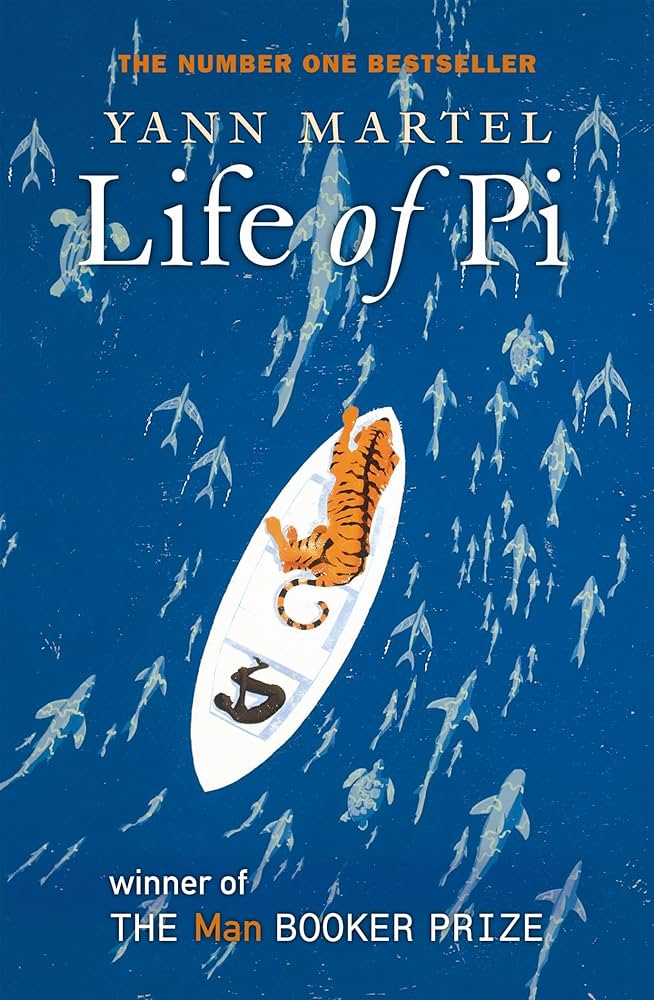 THE NUMBER ONE BESTSELLER
YANN MARTEL
Life of Pi
winner of
THE Man BOOKER PRIZE